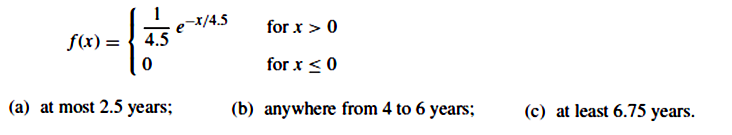 f(x) = { 1/4.5 e^{-x/4.5} for x > 0
0 for x ≤ 0
(a) at most 2.5 years; (b) anywhere from 4 to 6 years; (c) at least 6.75 years.